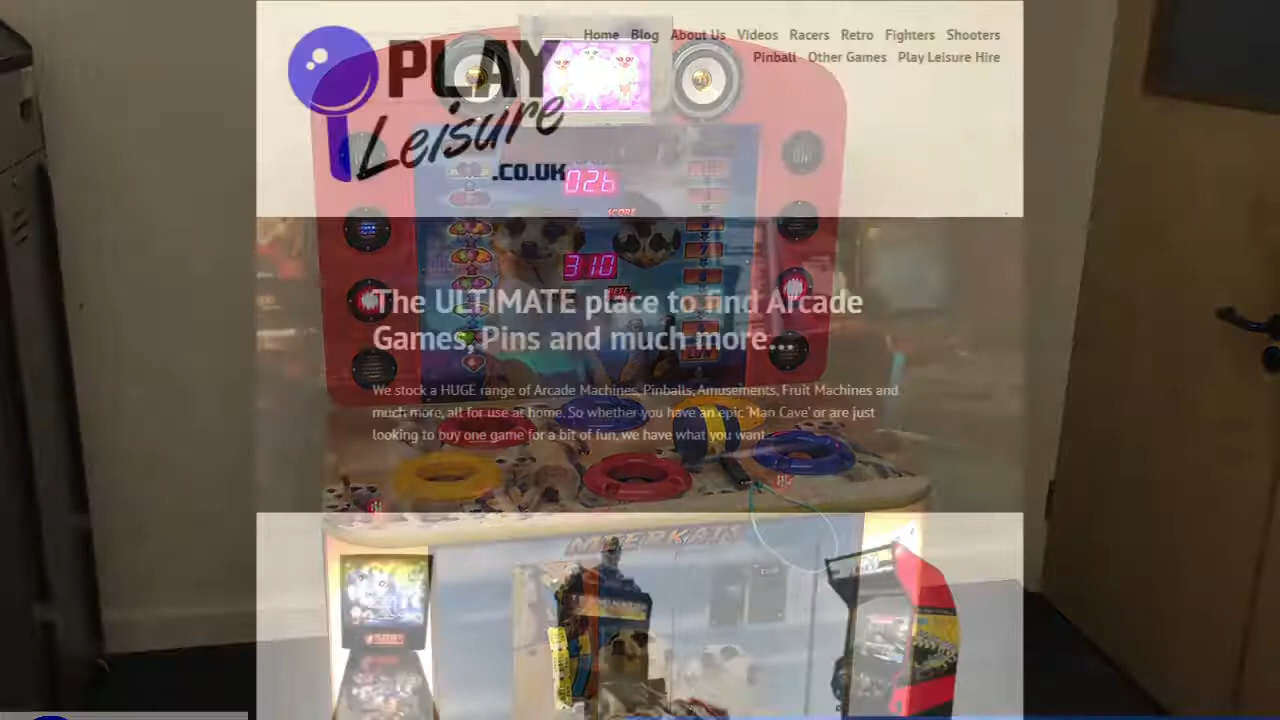 Home Blog About Us Videos Racers Retro Fighters Shooters
Pinball Other Games Play Leisure Hire
PLAY
Leisure
.CO.UK
026
SCORE
310
BEST
The ULTIMATE place to find Arcade
Games, Pins and much more...
We stock a HUGE range of Arcade Machines, Pinballs, Amusements, Fruit Machines and
much more, all for use at home. So whether you have an epic 'Man Cave' or are just
looking to buy one game for a bit of fun, we have what you want
MEERKATS